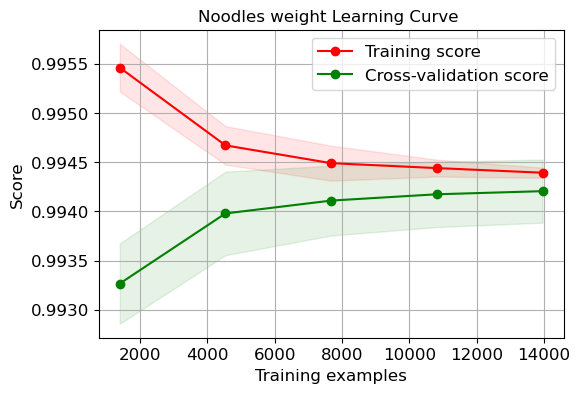 Noodles weight Learning Curve
Training score
Cross-validation score
Score
0.9955
0.9950
0.9945
0.9940
0.9935
0.9930
2000 4000 6000 8000 10000 12000 14000
Training examples